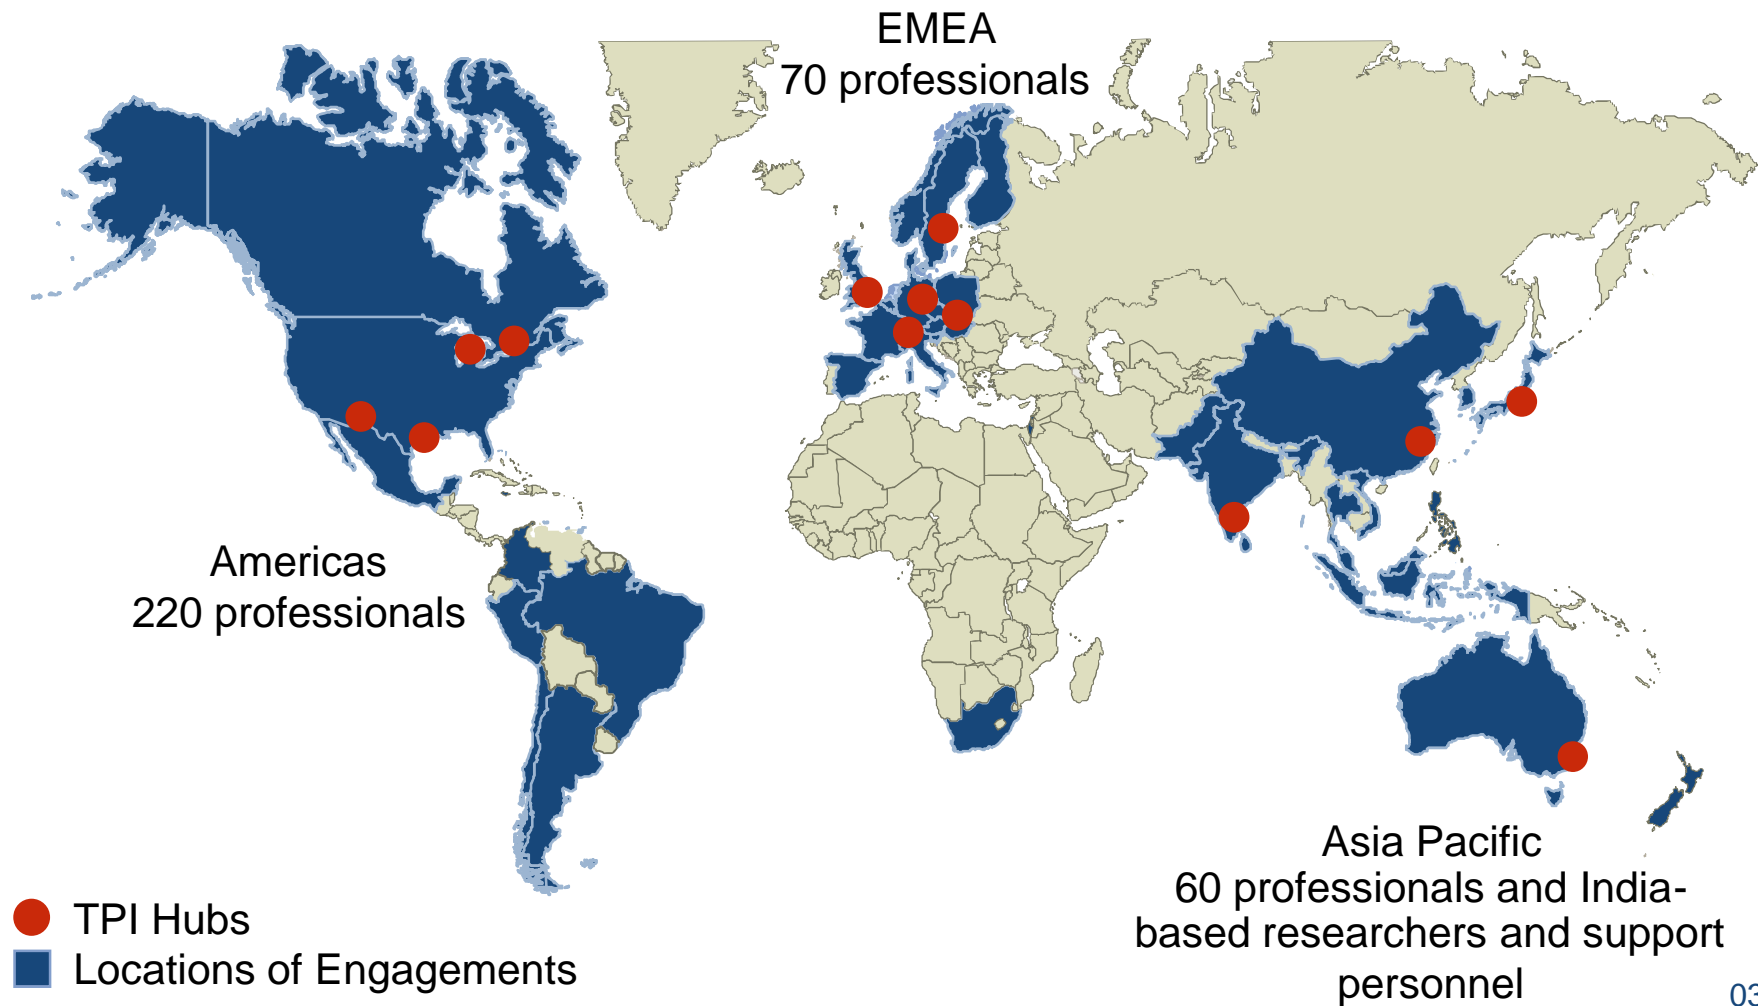 EMEA
70 professionals
Americas
220 professionals
Asia Pacific
60 professionals and India-
based researchers and support
personnel
TPI Hubs
Locations of Engagements